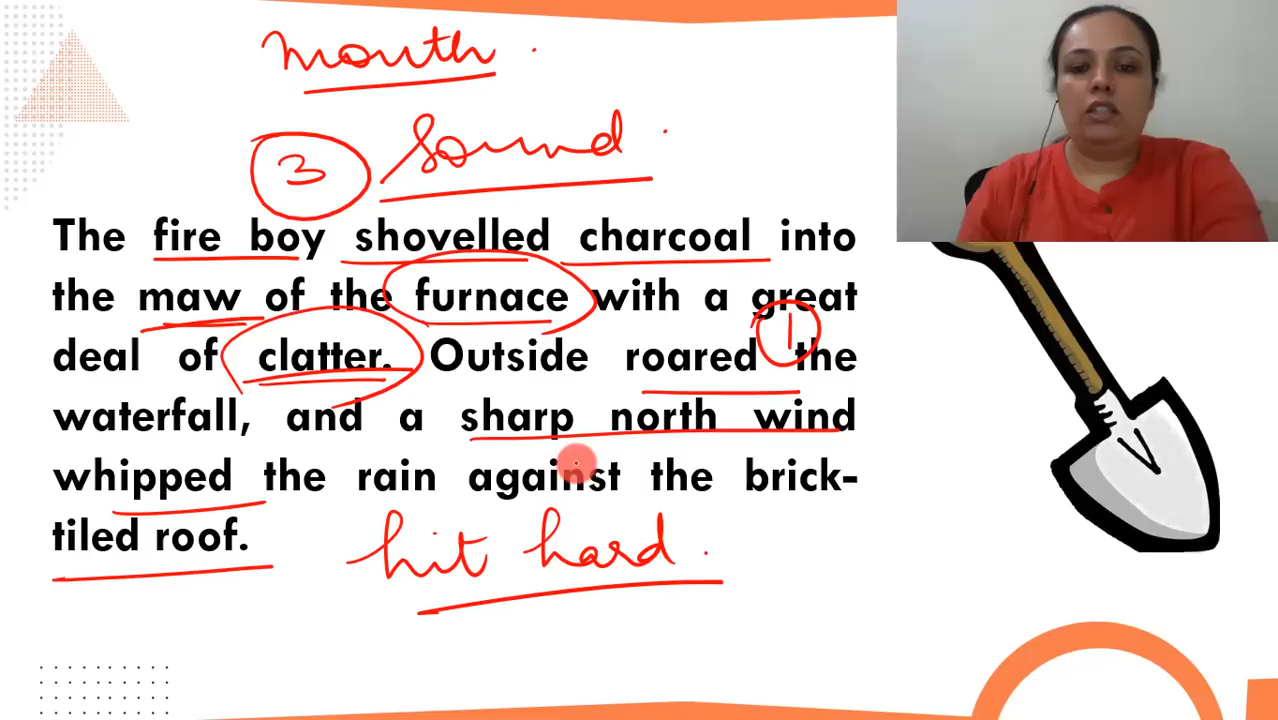 mouth.
3 Sound.
The fire boy shovelled charcoal into
the maw of the furnace with a great
deal of clatter. Outside roared the
1
waterfall, and a sharp north wind
whipped the rain against the brick-
tiled roof.
hit hard.